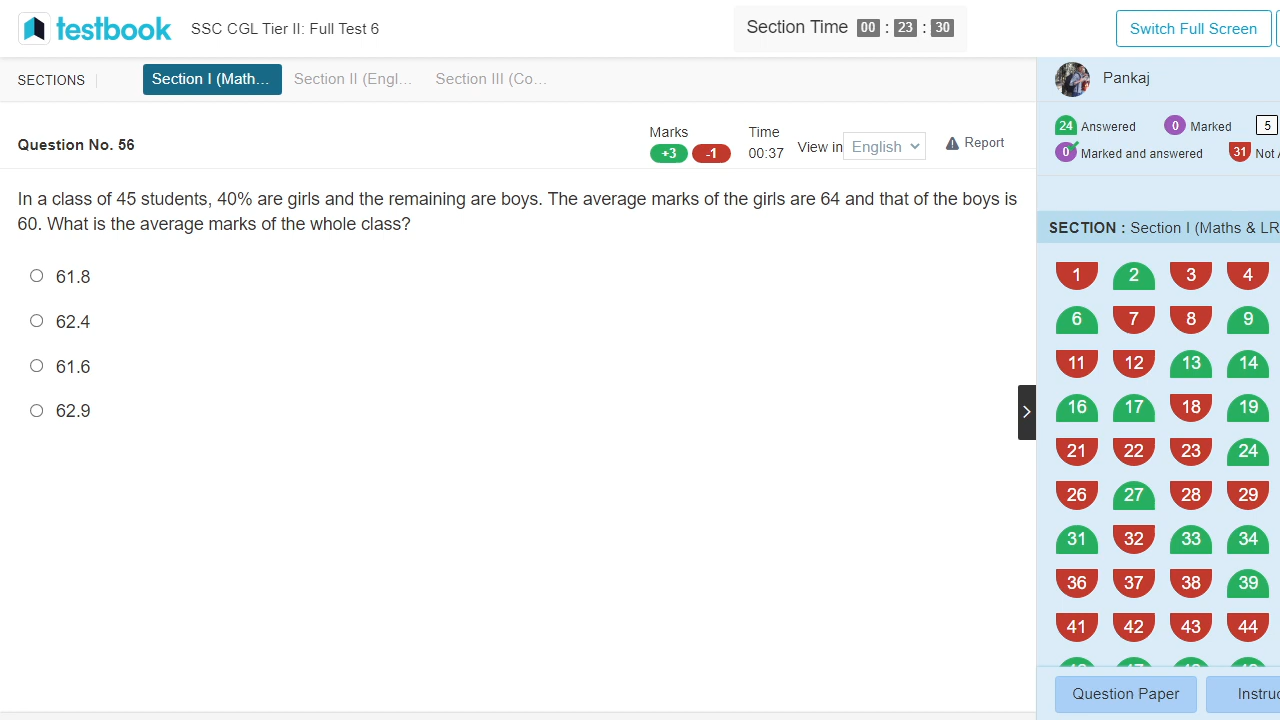 testbook SSC CGL Tier II: Full Test 6 Section Time 00 : 23 : 30 Switch Full Screen
SECTIONS Section I (Math... Section II (Engl... Section III (Co...
Pankaj
24 Answered 0 Marked 5
0 Marked and answered 31 Not
Question No. 56
Marks
+3 -1
Time
00:37
View in English
Report
In a class of 45 students, 40% are girls and the remaining are boys. The average marks of the girls are 64 and that of the boys is
60. What is the average marks of the whole class?
61.8
62.4
61.6
62.9
SECTION : Section I (Maths & LR
1 2 3 4
6 7 8 9
11 12 13 14
16 17 18 19
21 22 23 24
26 27 28 29
31 32 33 34
36 37 38 39
41 42 43 44
Question Paper